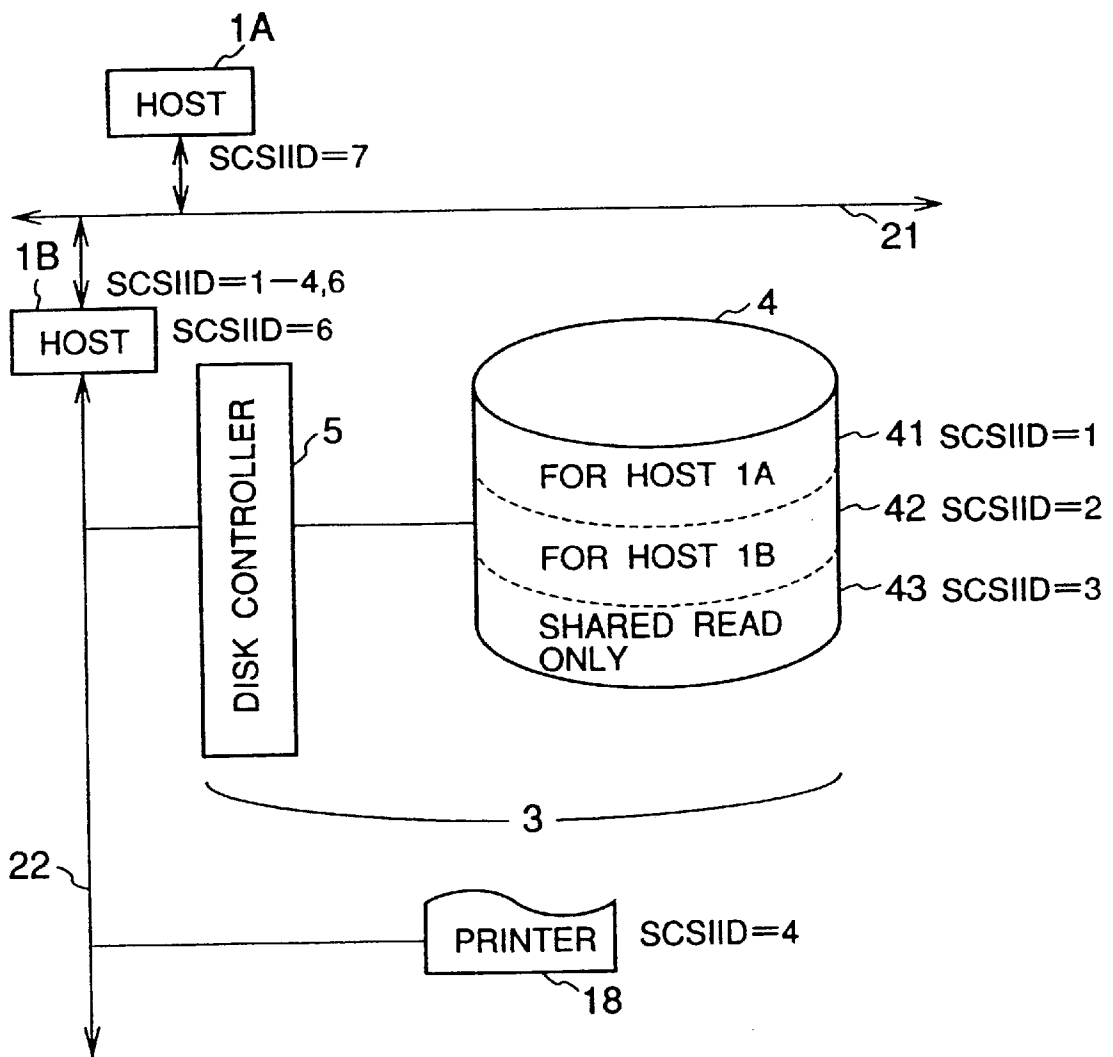 1A
HOST
SCSIID=7
21
1B
SCSIID=1-4,6
HOST
SCSIID=6
4
DISK CONTROLLER
5
41 SCSIID=1
FOR HOST 1A
42 SCSIID=2
FOR HOST 1B
43 SCSIID=3
SHARED READ
ONLY
3
22
PRINTER
SCSIID=4
18